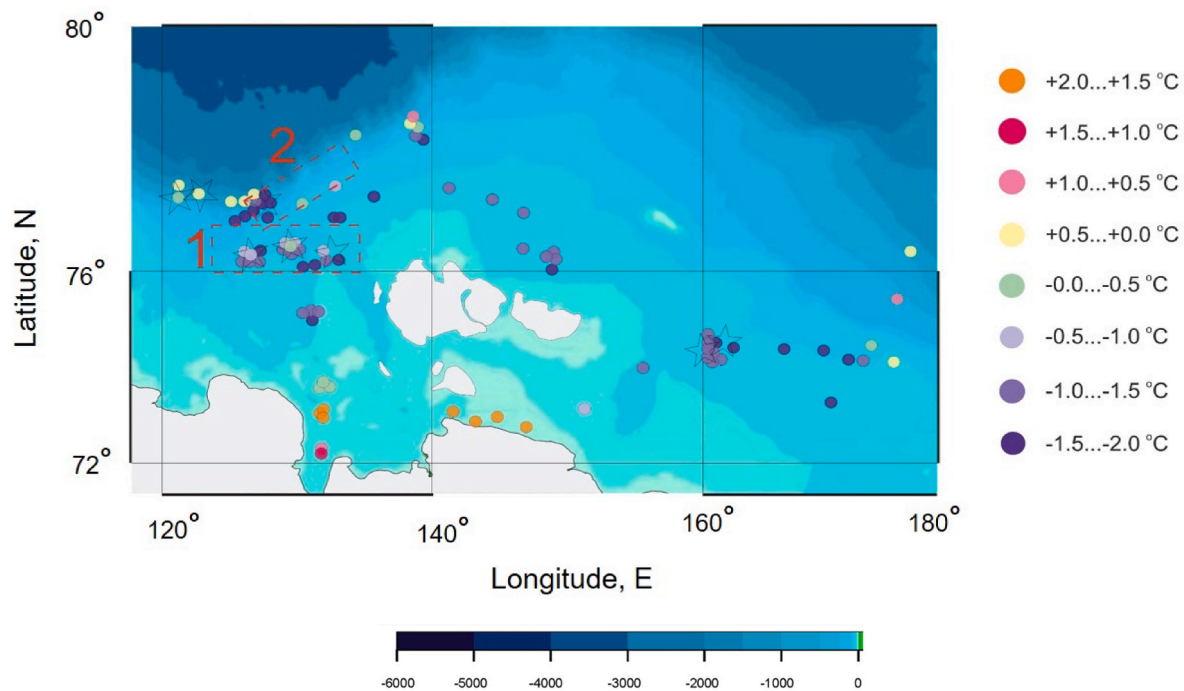 80°
2
1
76°
72°
Latitude, N
120°
140°
160°
180°
Longitude, E
+2.0...+1.5 °C
+1.5...+1.0 °C
+1.0...+0.5 °C
+0.5...+0.0 °C
-0.0...-0.5 °C
-0.5...-1.0 °C
-1.0...-1.5 °C
-1.5...-2.0 °C
-6000 -5000 -4000 -3000 -2000 -1000 0